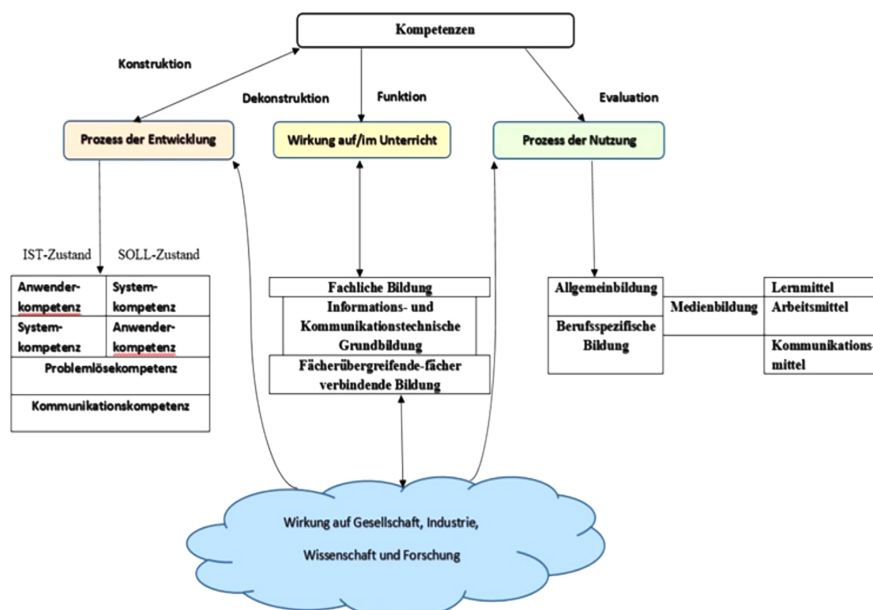 Kompetenzen
Konstruktion
Dekonstruktion
Funktion
Evaluation
Prozess der Entwicklung
Wirkung auf/im Unterricht
Prozess der Nutzung
IST-Zustand
SOLL-Zustand
Anwender-
kompetenz
System-
kompetenz
System-
kompetenz
Anwender-
kompetenz
Problemlösekompetenz
Kommunikationskompetenz
Fachliche Bildung
Informations- und
Kommunikationstechnische
Grundbildung
Fächerübergreifende-fächer
verbindende Bildung
Allgemeinbildung
Berufsspezifische
Bildung
Medienbildung
Lernmittel
Arbeitsmittel
Kommunikations-
mittel
Wirkung auf Gesellschaft, Industrie,
Wissenschaft und Forschung